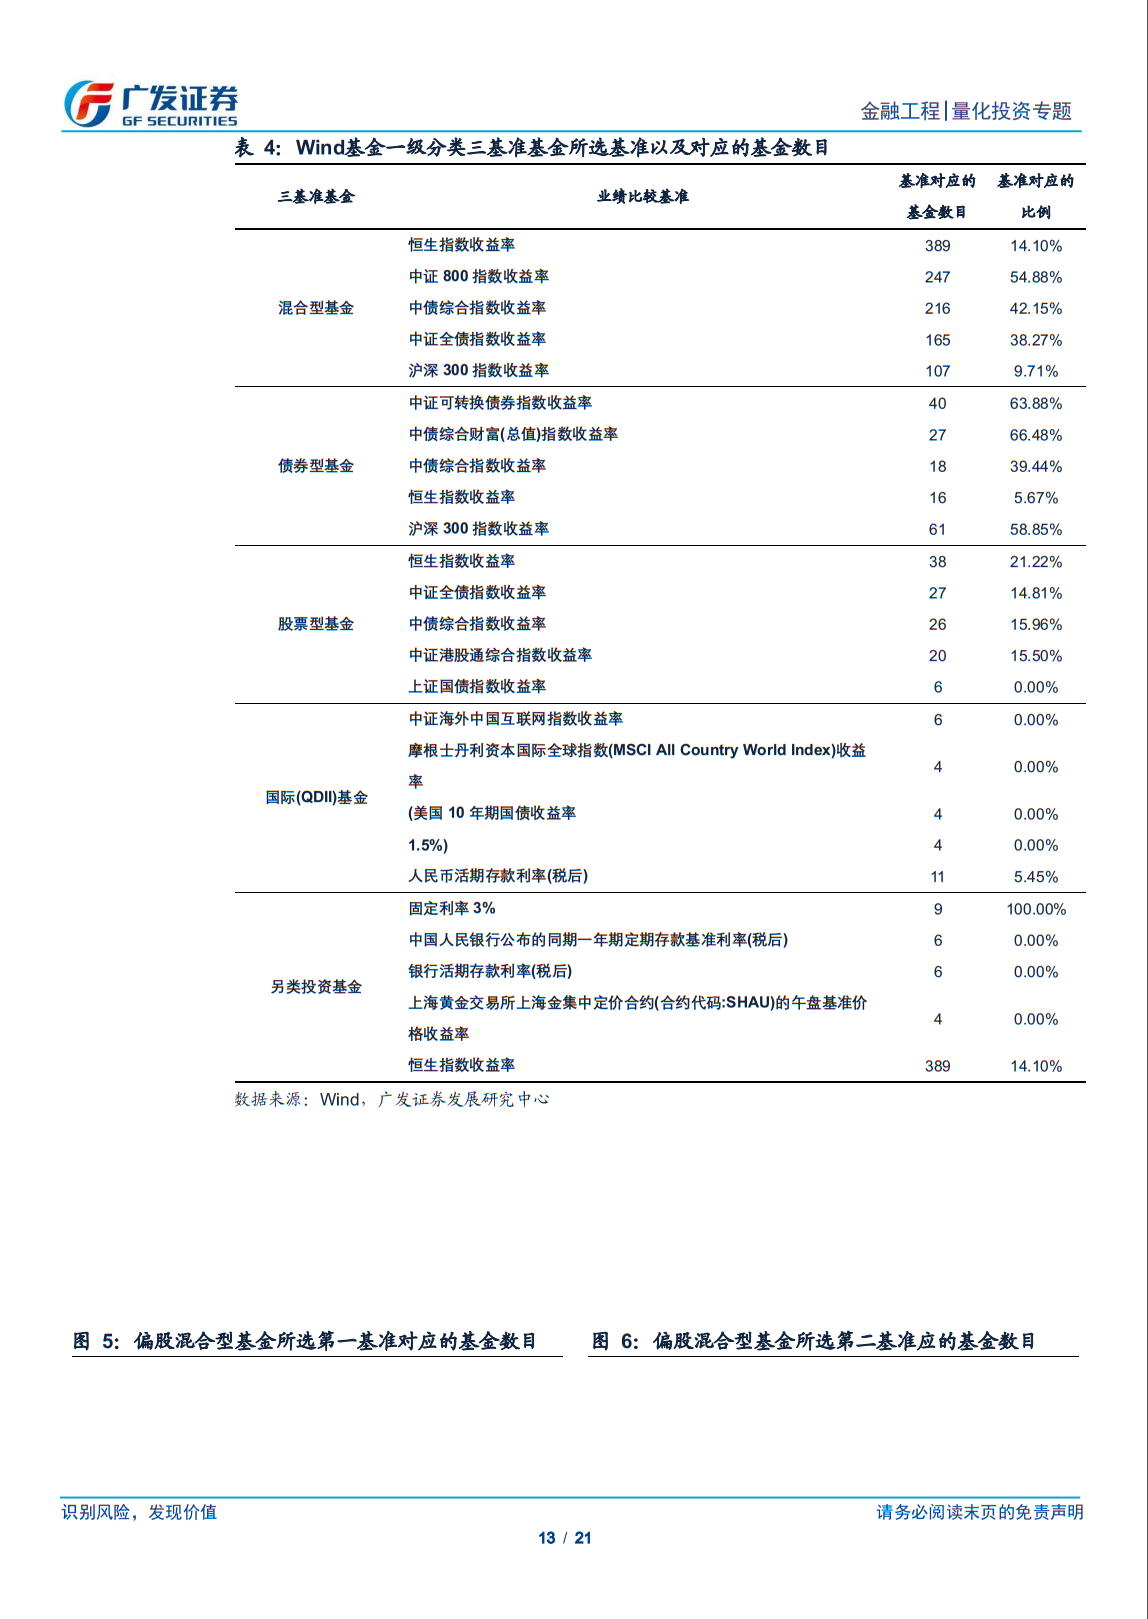 广发证券
GF SECURITIES
金融工程|量化投资专题
表 4：Wind基金一级分类三基准基金所选基准以及对应的基金数目
三基准基金 业绩比较基准 基准对应的基金数目 基准对应的比例
恒生指数收益率 389 14.10%
中证 800 指数收益率 247 54.88%
混合型基金 中债综合指数收益率 216 42.15%
中证全债指数收益率 165 38.27%
沪深 300 指数收益率 107 9.71%
中证可转换债券指数收益率 40 63.88%
中债综合财富(总值)指数收益率 27 66.48%
债券型基金 中债综合指数收益率 18 39.44%
恒生指数收益率 16 5.67%
沪深 300 指数收益率 61 58.85%
恒生指数收益率 38 21.22%
中证全债指数收益率 27 14.81%
股票型基金 中债综合指数收益率 26 15.96%
中证港股通综合指数收益率 20 15.50%
上证国债指数收益率 6 0.00%
中证海外中国互联网指数收益率 6 0.00%
摩根士丹利资本国际全球指数(MSCI All Country World Index)收益
率 4 0.00%
国际(QDII)基金
(美国 10 年期国债收益率 4 0.00%
1.5%) 4 0.00%
人民币活期存款利率(税后) 11 5.45%
固定利率 3% 9 100.00%
中国人民银行公布的同期一年期定期存款基准利率(税后) 6 0.00%
银行活期存款利率(税后) 6 0.00%
另类投资基金
上海黄金交易所上海金集中定价合约(合约代码:SHAU)的午盘基准价
格收益率 4 0.00%
恒生指数收益率 389 14.10%
数据来源：Wind，广发证券发展研究中心
图 5：偏股混合型基金所选第一基准对应的基金数目
图 6：偏股混合型基金所选第二基准应的基金数目
识别风险，发现价值
请务必阅读末页的免责声明
13 / 21